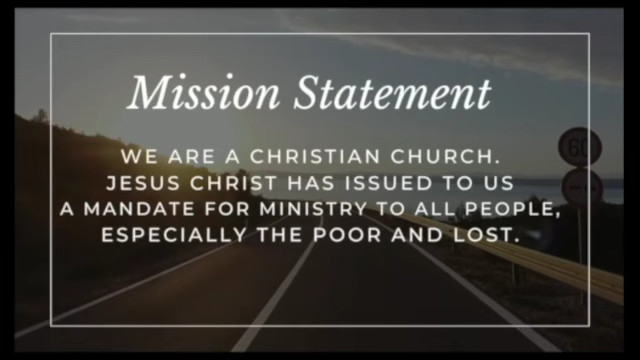 Mission Statement
WE ARE A CHRISTIAN CHURCH.
JESUS CHRIST HAS ISSUED TO US
A MANDATE FOR MINISTRY TO ALL PEOPLE,
ESPECIALLY THE POOR AND LOST.
60